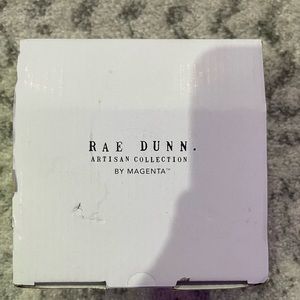 RAE DUNN.
ARTISAN COLLECTION
BY MAGENTA™